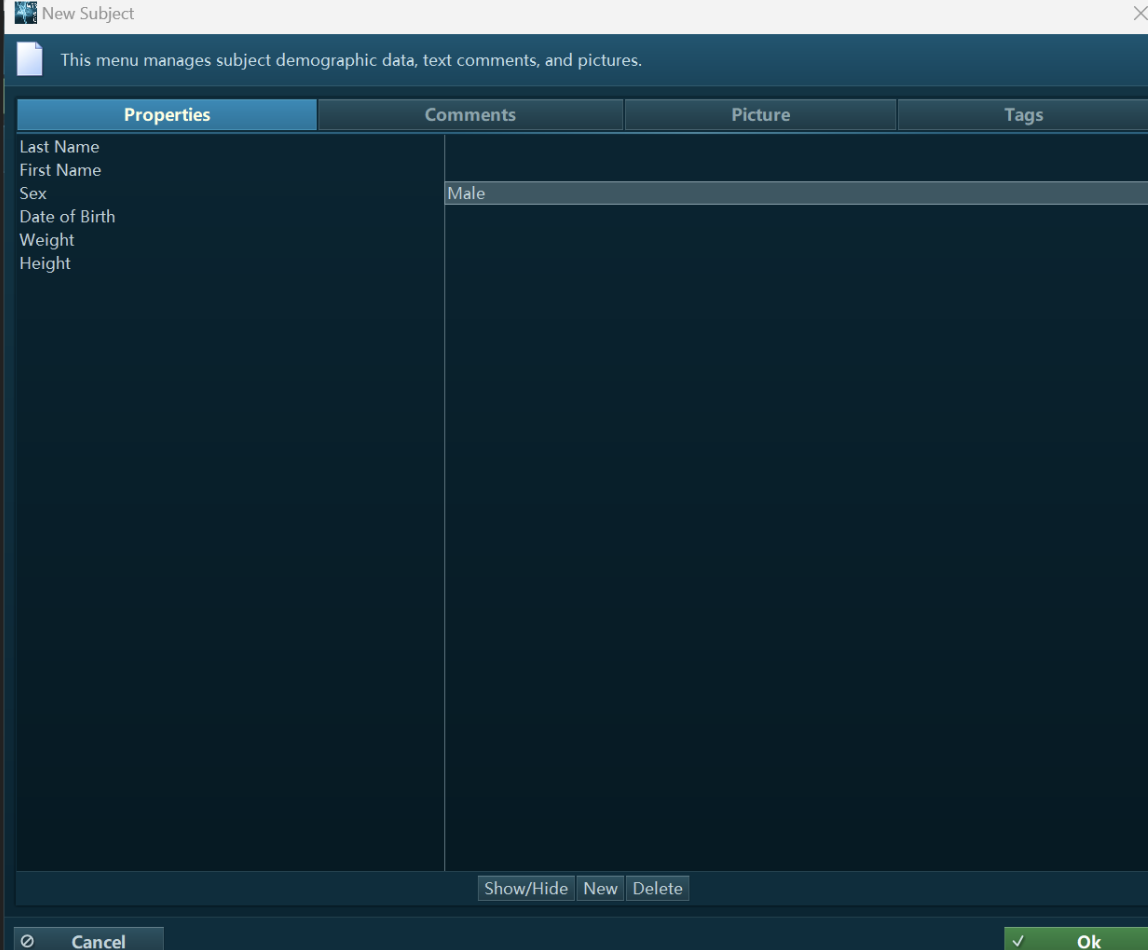 New Subject
This menu manages subject demographic data, text comments, and pictures.
Properties Comments Picture Tags
Last Name
First Name
Sex Male
Date of Birth
Weight
Height
Show/Hide New Delete
Cancel Ok